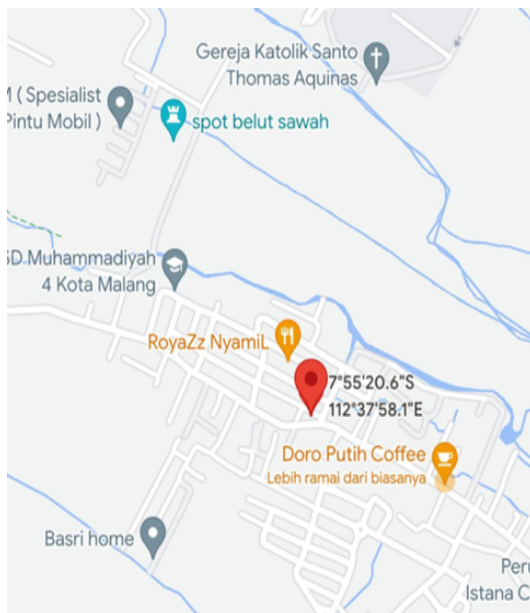 Gereja Katolik Santo
Thomas Aquinas
M ( Spesialist
Pintu Mobil )
spot belut sawah
SD Muhammadiyah
4 Kota Malang
RoyaZz NyamiL
7°55'20.6"S
112°37'58.1"E
Doro Putih Coffee
Lebih ramai dari biasanya
Basri home
Peru
Istana C